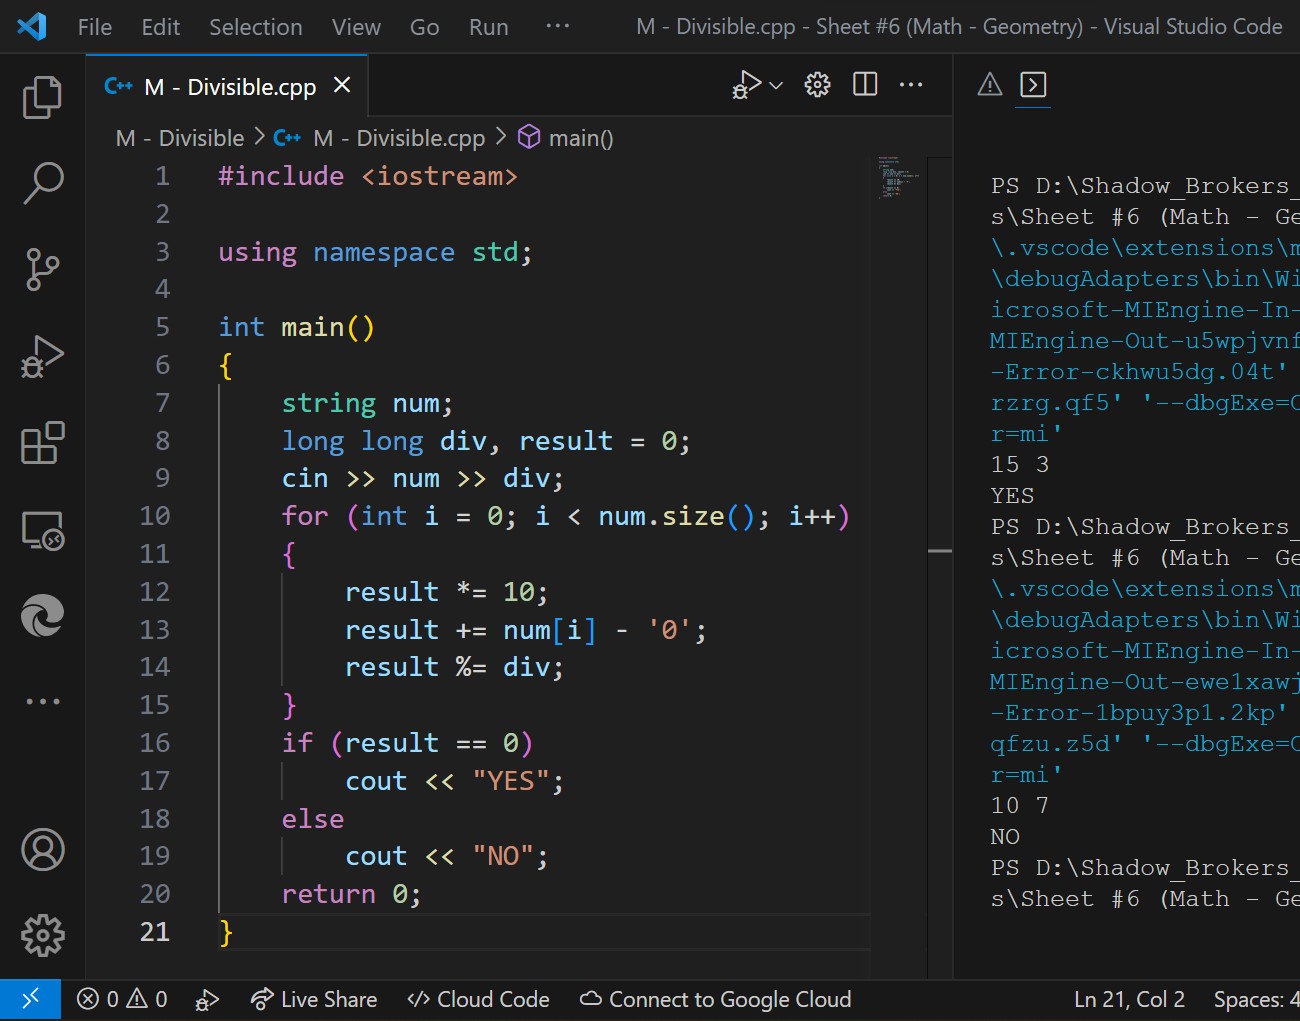 File Edit Selection View Go Run ··· M - Divisible.cpp - Sheet #6 (Math - Geometry) - Visual Studio Code
C++ M - Divisible.cpp
M - Divisible > C++ M - Divisible.cpp > main()
1 #include <iostream>
2
3 using namespace std;
4
5 int main()
6 {
7 string num;
8 long long div, result = 0;
9 cin >> num >> div;
10 for (int i = 0; i < num.size(); i++)
11 {
12 result *= 10;
13 result += num[i] - '0';
14 result %= div;
15 }
16 if (result == 0)
17 cout << "YES";
18 else
19 cout << "NO";
20 return 0;
21 }
PS D:\Shadow_Brokers_
s\Sheet #6 (Math - Ge
\.vscode\extensions\m
\debugAdapters\bin\Wi
icrosoft-MIEngine-In-
MIEngine-Out-u5wpjvnf
-Error-ckhwu5dg.04t'
rzrg.qf5' '--dbgExe=C
r=mi'
15 3
YES
PS D:\Shadow_Brokers_
s\Sheet #6 (Math - Ge
\.vscode\extensions\m
\debugAdapters\bin\Wi
icrosoft-MIEngine-In-
MIEngine-Out-ewe1xawj
-Error-1bpuy3p1.2kp'
qfzu.z5d' '--dbgExe=C
r=mi'
10 7
NO
PS D:\Shadow_Brokers_
s\Sheet #6 (Math - Ge
0 0 Live Share Cloud Code Connect to Google Cloud Ln 21, Col 2 Spaces: 4